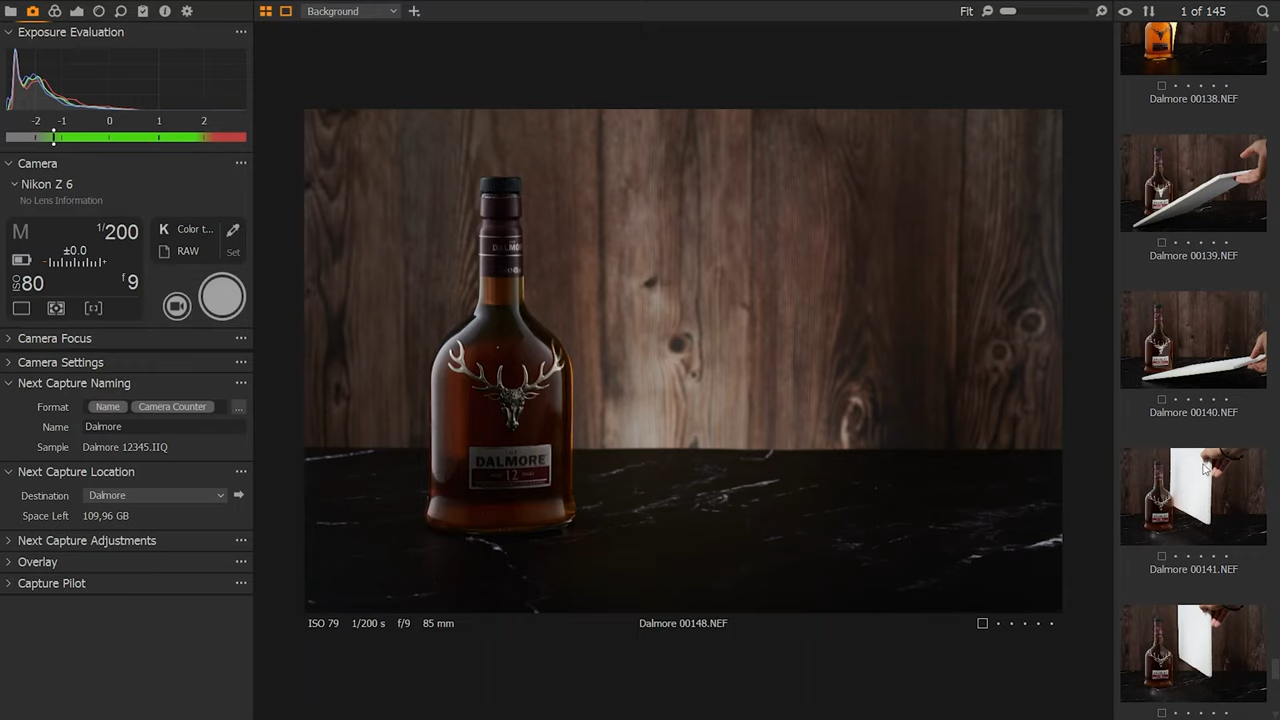 Background
Fit
1 of 145
Exposure Evaluation
-2 -1 0 1 2
Camera
Nikon Z 6
No Lens Information
M 1/200
±0.0
ISO 80 f 9
K Color t...
RAW
Set
Camera Focus
Camera Settings
Next Capture Naming
Format Name Camera Counter ...
Name Dalmore
Sample Dalmore 12345.IIQ
Next Capture Location
Destination Dalmore
Space Left 109,96 GB
Next Capture Adjustments
Overlay
Capture Pilot
DALMORE
12
ISO 79 1/200 s f/9 85 mm
Dalmore 00148.NEF
Dalmore 00138.NEF
Dalmore 00139.NEF
Dalmore 00140.NEF
Dalmore 00141.NEF